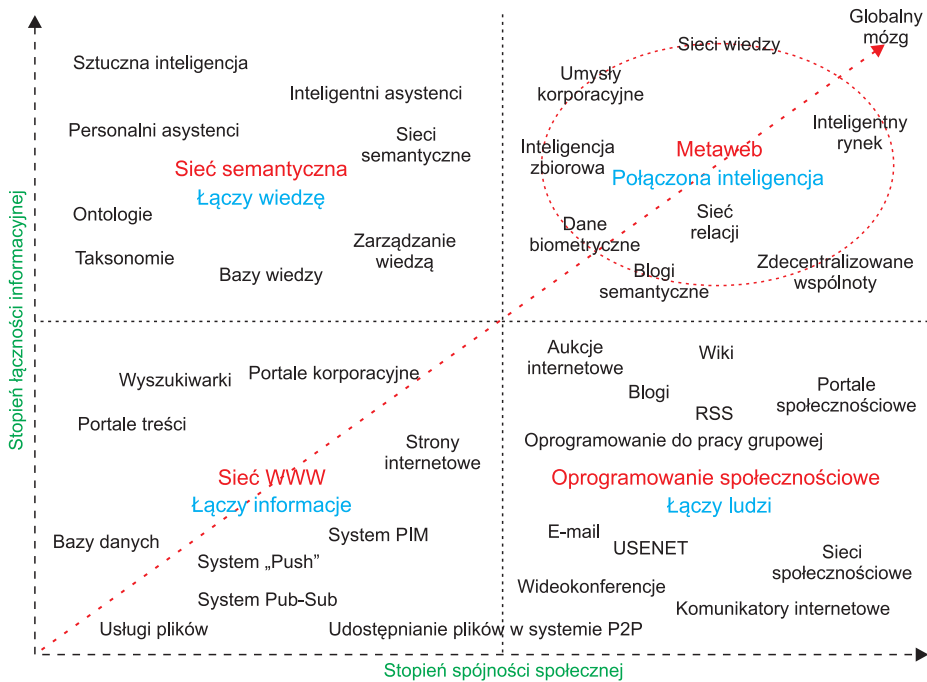 Globalny
mózg
Sztuczna inteligencja
Inteligentni asystenci
Personalni asystenci
Sieci
semantyczne
Sieć semantyczna
Łączy wiedzę
Ontologie
Taksonomie
Bazy wiedzy
Zarządzanie
wiedzą
Sieci wiedzy
Umysły
korporacyjne
Inteligentny
rynek
Inteligencja
zbiorowa
Metaweb
Połączona inteligencja
Sieć
relacji
Dane
biometryczne
Blogi
semantyczne
Zdecentralizowane
wspólnoty
Stopień łączności informacyjnej
Wyszukiwarki
Portale korporacyjne
Portale treści
Strony
internetowe
Sieć WWW
Łączy informacje
Bazy danych
System PIM
System „Push”
System Pub-Sub
Usługi plików
Udostępnianie plików w systemie P2P
Aukcje
internetowe
Wiki
Blogi
Portale
społecznościowe
RSS
Oprogramowanie do pracy grupowej
Oprogramowanie społecznościowe
Łączy ludzi
E-mail
USENET
Sieci
społecznościowe
Wideokonferencje
Komunikatory internetowe
Stopień spójności społecznej